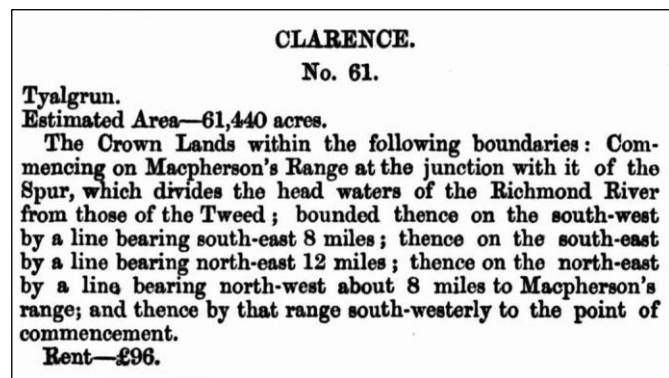 CLARENCE.
No. 61.
Tyalgrun.
Estimated Area—61,440 acres.
The Crown Lands within the following boundaries: Com-
mencing on Macpherson's Range at the junction with it of the
Spur, which divides the head waters of the Richmond River
from those of the Tweed; bounded thence on the south-west
by a line bearing south-east 8 miles; thence on the south-east
by a line bearing north-east 12 miles; thence on the north-east
by a line bearing north-west about 8 miles to Macpherson's
range; and thence by that range south-westerly to the point of
commencement.
Rent—£96.